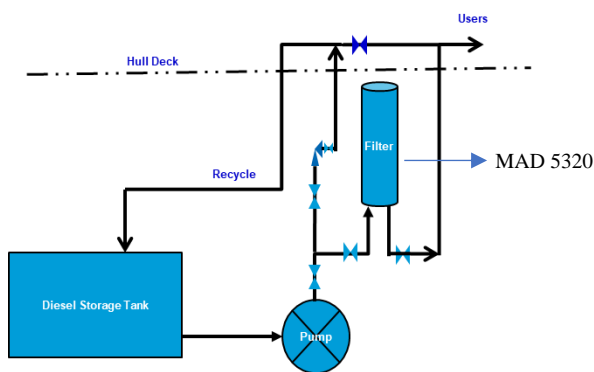 Users
Hull Deck
Filter
MAD 5320
Recycle
Diesel Storage Tank
Pump